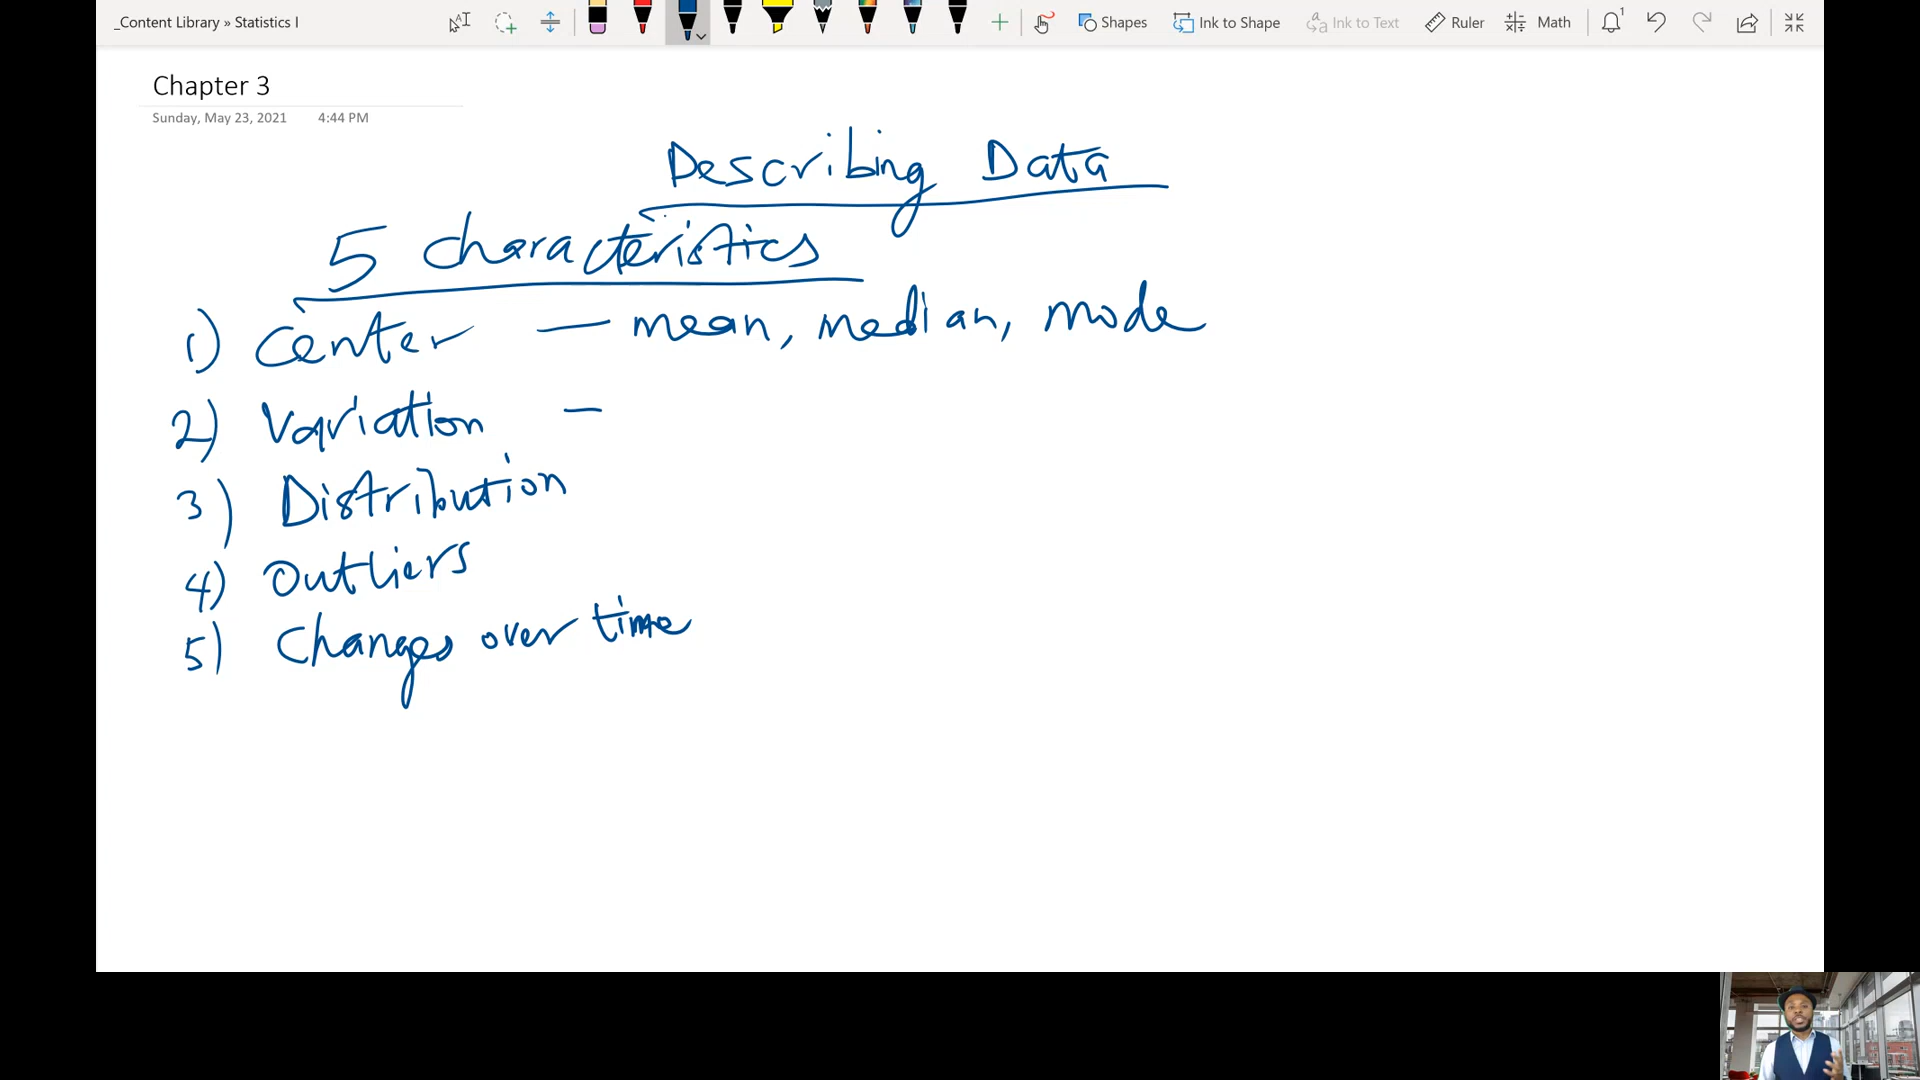 _Content Library » Statistics I
Shapes Ink to Shape Ink to Text Ruler Math 1
Chapter 3
Sunday, May 23, 2021 4:44 PM
Describing Data
5 characteristics
1) Center — mean, median, mode
2) Variation —
3) Distribution
4) Outliers
5) Changes over time